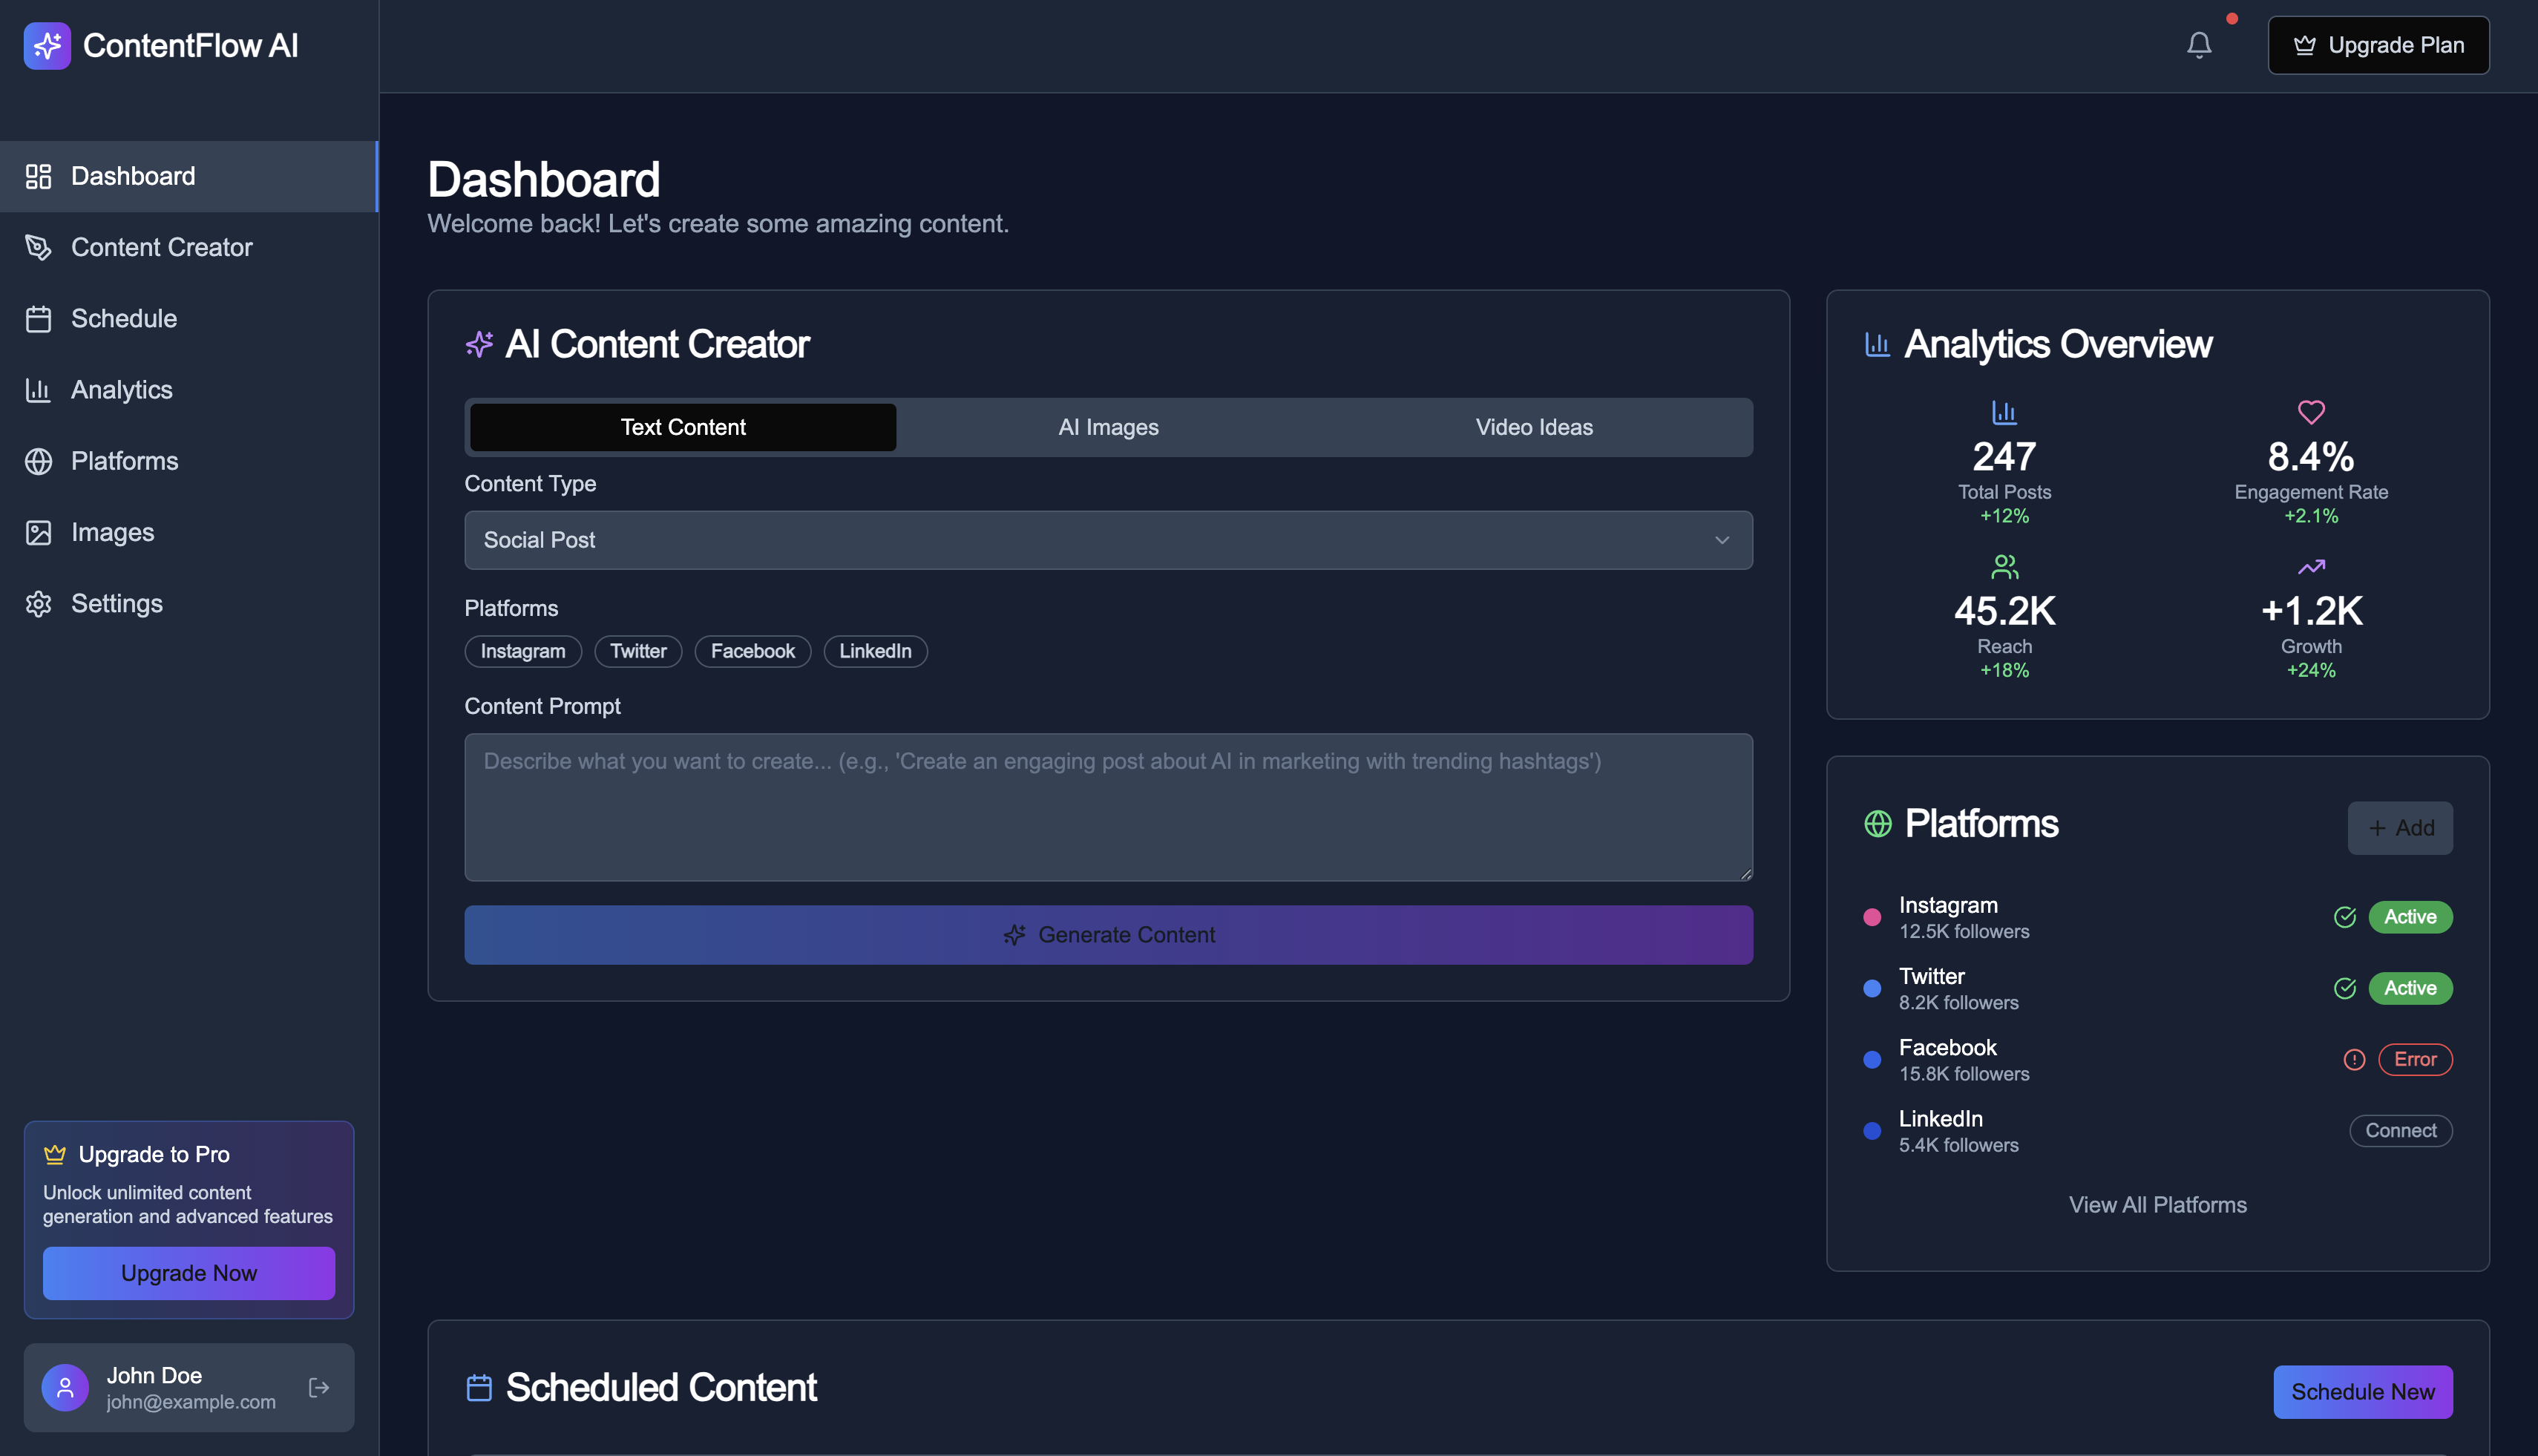 ContentFlow AI
Upgrade Plan
Dashboard
Content Creator
Schedule
Analytics
Platforms
Images
Settings
Upgrade to Pro
Unlock unlimited content
generation and advanced features
Upgrade Now
John Doe
john@example.com
Dashboard
Welcome back! Let's create some amazing content.
AI Content Creator
Text Content
AI Images
Video Ideas
Content Type
Social Post
Platforms
Instagram
Twitter
Facebook
LinkedIn
Content Prompt
Describe what you want to create... (e.g., 'Create an engaging post about AI in marketing with trending hashtags')
Generate Content
Analytics Overview
247
Total Posts
+12%
8.4%
Engagement Rate
+2.1%
45.2K
Reach
+18%
+1.2K
Growth
+24%
Platforms
Add
Instagram
12.5K followers
Active
Twitter
8.2K followers
Active
Facebook
15.8K followers
Error
LinkedIn
5.4K followers
Connect
View All Platforms
Scheduled Content
Schedule New